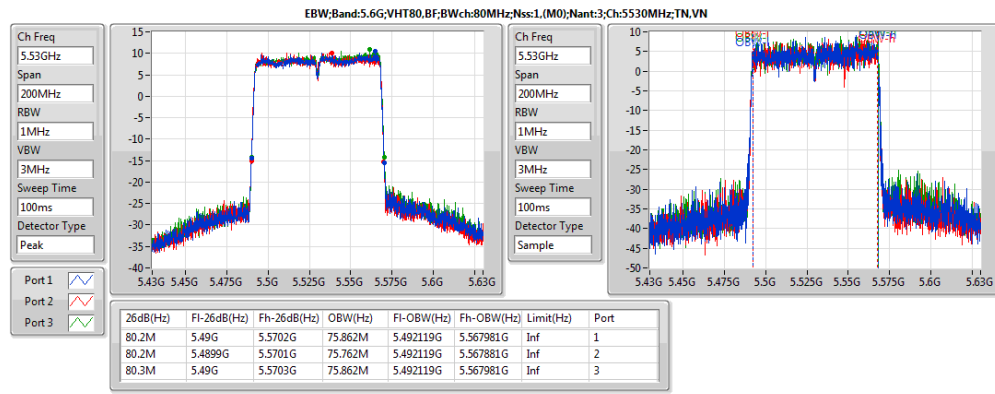 EBW;Band:5.6G;VHT80,BF;BWch:80MHz;Nss:1,(M0);Nant:3;Ch:5530MHz;TN,VN
Ch Freq
5.53GHz
Span
200MHz
RBW
1MHz
VBW
3MHz
Sweep Time
100ms
Detector Type
Peak
Port 1
Port 2
Port 3
15
10
5
0
-5
-10
-15
-20
-25
-30
-35
-40
5.43G 5.45G 5.475G 5.5G 5.525G 5.55G 5.575G 5.6G 5.63G
Ch Freq
5.53GHz
Span
200MHz
RBW
1MHz
VBW
3MHz
Sweep Time
100ms
Detector Type
Sample
10
5
0
-5
-10
-15
-20
-25
-30
-35
-40
-45
-50
5.43G 5.45G 5.475G 5.5G 5.525G 5.55G 5.575G 5.6G 5.63G
26dB(Hz) Fl-26dB(Hz) Fh-26dB(Hz) OBW(Hz) Fl-OBW(Hz) Fh-OBW(Hz) Limit(Hz) Port
80.2M 5.49G 5.5702G 75.862M 5.492119G 5.567981G Inf 1
80.2M 5.4899G 5.5701G 75.762M 5.492119G 5.567881G Inf 2
80.3M 5.49G 5.5703G 75.862M 5.492119G 5.567981G Inf 3